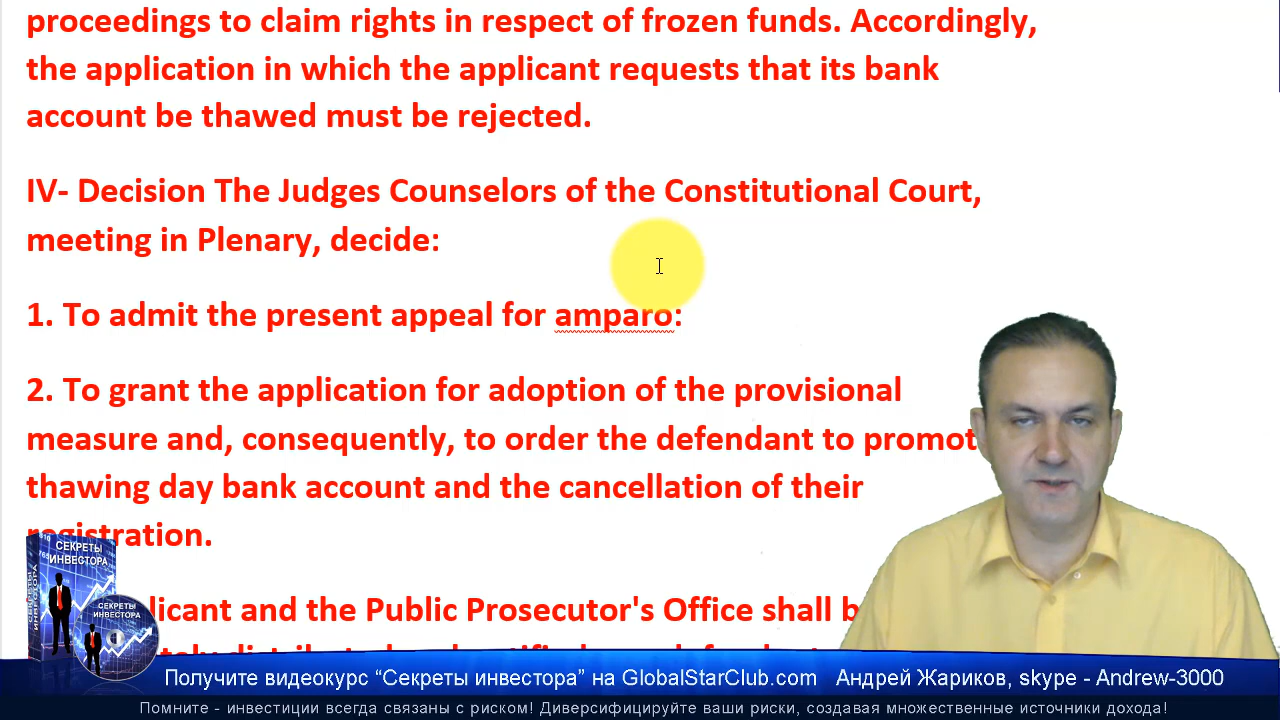 proceedings to claim rights in respect of frozen funds. Accordingly,
the application in which the applicant requests that its bank
account be thawed must be rejected.
IV- Decision The Judges Counselors of the Constitutional Court,
meeting in Plenary, decide:
1. To admit the present appeal for amparo:
2. To grant the application for adoption of the provisional
measure and, consequently, to order the defendant to promot
thawing day bank account and the cancellation of their
registration.
licant and the Public Prosecutor's Office shall b
СЕКРЕТЫ
ИНВЕСТОРА
СЕКРЕТЫ
ИНВЕСТОРА
Получите видеокурс “Секреты инвестора” на GlobalStarClub.com Андрей Жариков, skype - Andrew-3000
Помните - инвестиции всегда связаны с риском! Диверсифицируйте ваши риски, создавая множественные источники дохода!